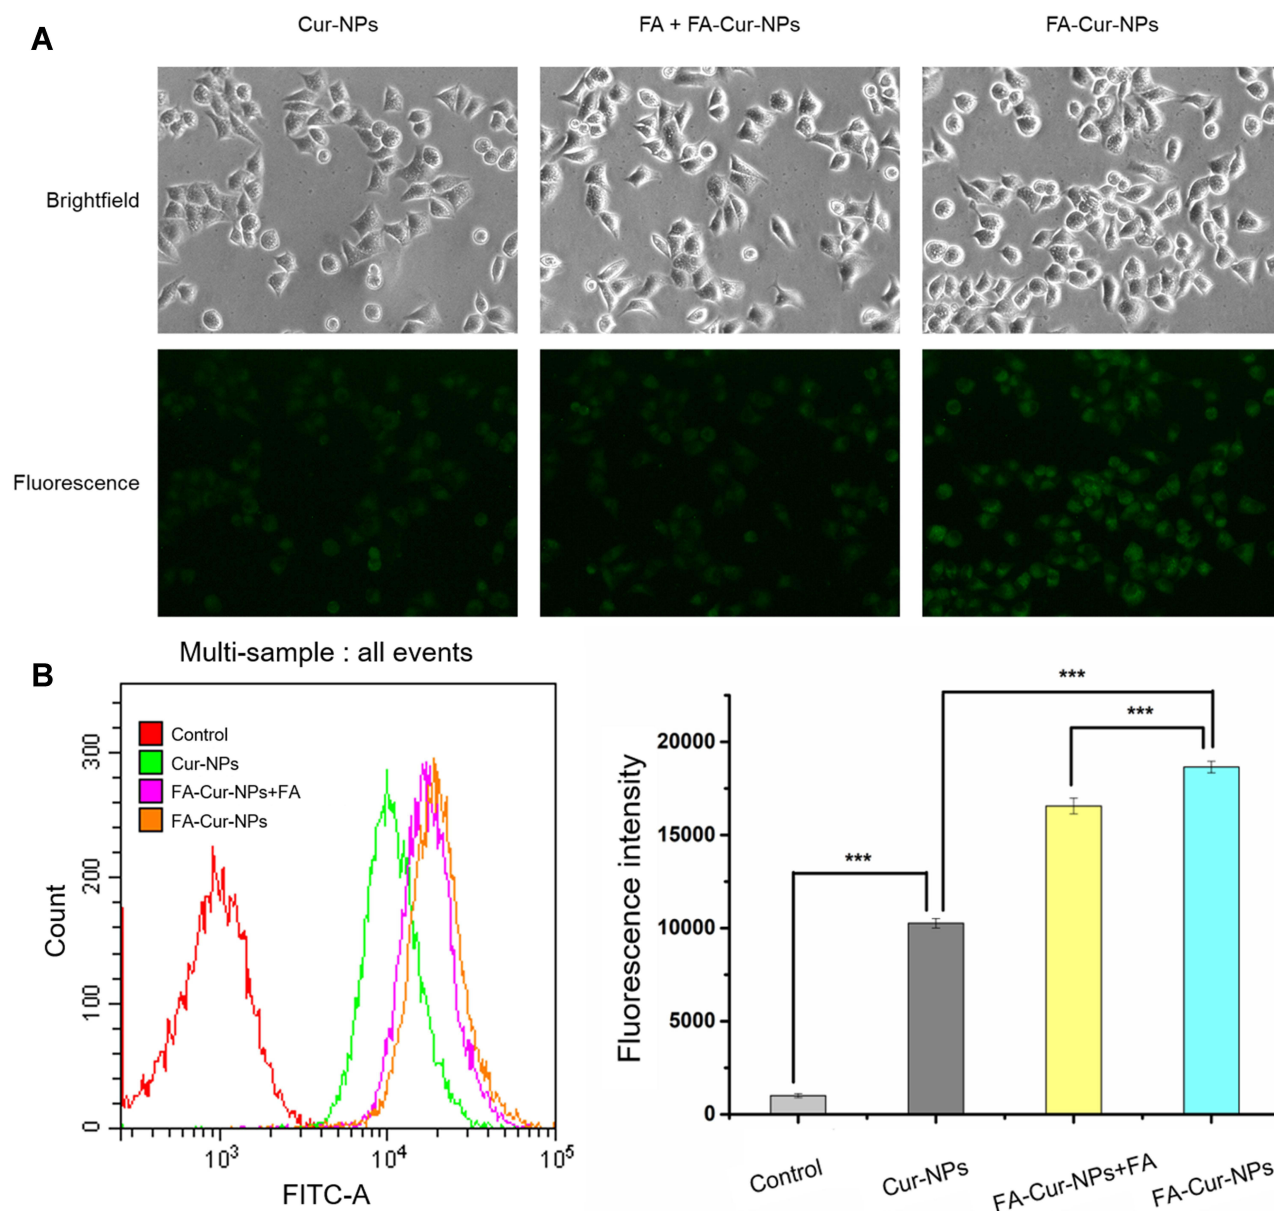 A
Cur-NPs
FA + FA-Cur-NPs
FA-Cur-NPs
Brightfield
Fluorescence
B
Multi-sample : all events
Control
Cur-NPs
FA-Cur-NPs+FA
FA-Cur-NPs
300
200
100
0
Count
10³
10⁴
10⁵
FITC-A
***
***
***
20000
15000
10000
5000
0
Fluorescence intensity
Control
Cur-NPs
FA-Cur-NPs+FA
FA-Cur-NPs